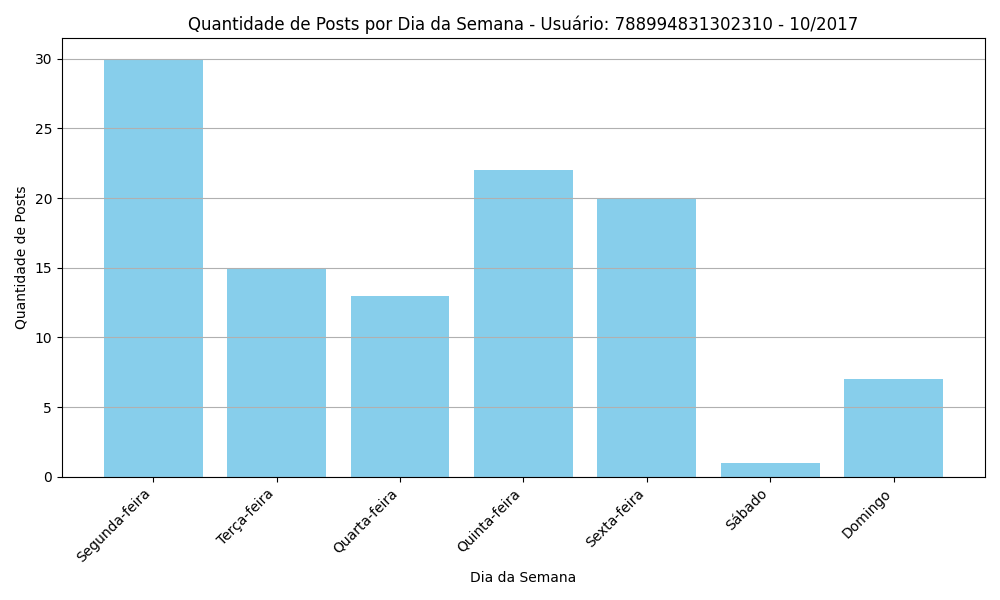 Quantidade de Posts por Dia da Semana - Usuário: 788994831302310 - 10/2017
Quantidade de Posts
30
25
20
15
10
5
0
Segunda-feira
Terça-feira
Quarta-feira
Quinta-feira
Sexta-feira
Sábado
Domingo
Dia da Semana